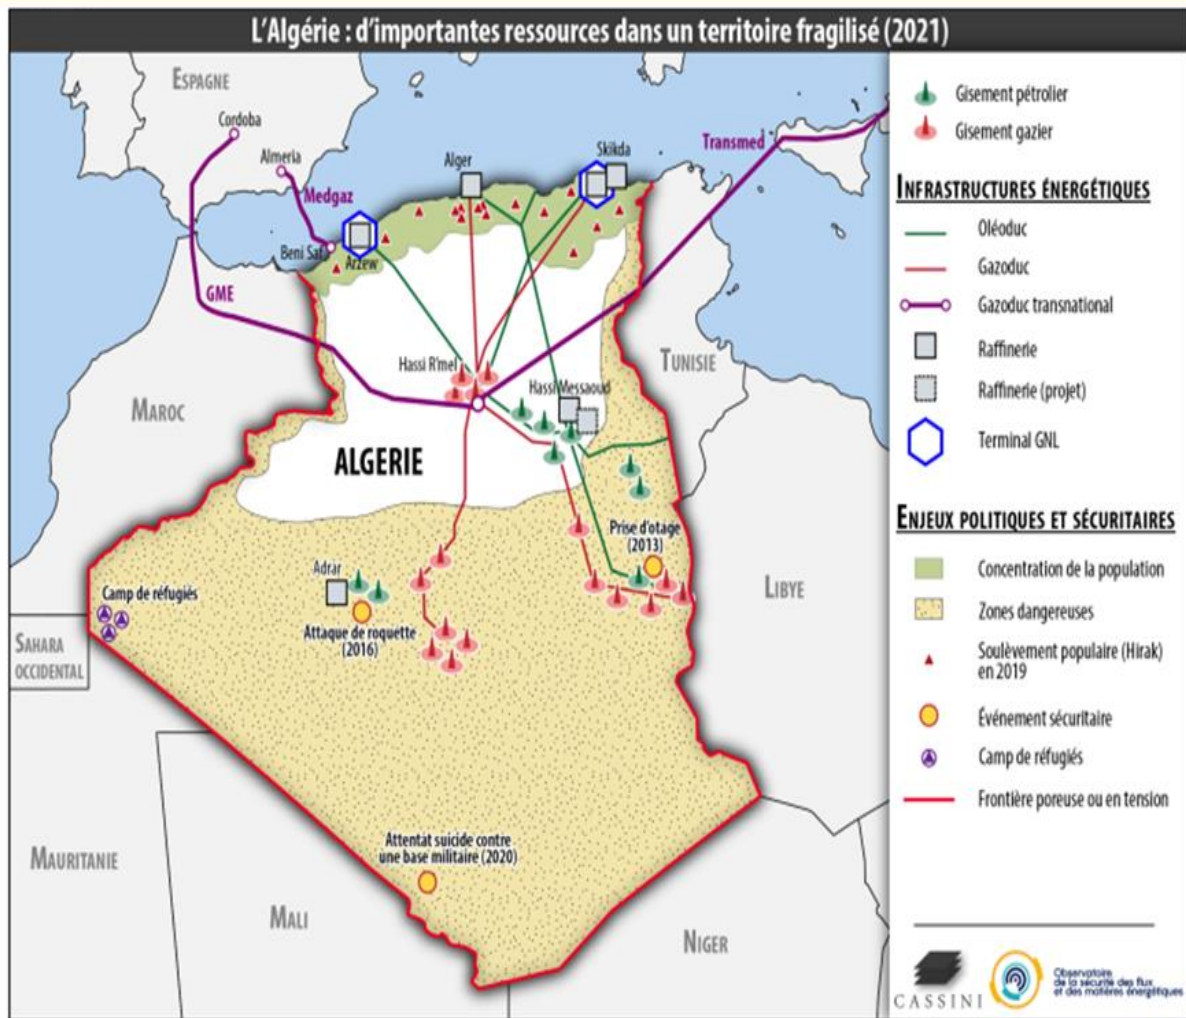 L'Algérie : d'importantes ressources dans un territoire fragilisé (2021)
ESPAGNE
Cordoba
Almeria
Medgaz
Beni Saf
Arzew
GME
Alger
Skikda
Transmed
Hassi R'mel
Hassi Messaoud
TUNISIE
MAROC
ALGERIE
Prise d'otage
(2013)
LIBYE
Adrar
Camp de réfugiés
Attaque de roquette
(2016)
SAHARA
OCCIDENTAL
Attentat suicide contre
une base militaire (2020)
MAURITANIE
MALI
NIGER
Gisement pétrolier
Gisement gazier
INFRASTRUCTURES ÉNERGÉTIQUES
Oléoduc
Gazoduc
Gazoduc transnational
Raffinerie
Raffinerie (projet)
Terminal GNL
ENJEUX POLITIQUES ET SÉCURITAIRES
Concentration de la population
Zones dangereuses
Soulèvement populaire (Hirak)
en 2019
Événement sécuritaire
Camp de réfugiés
Frontière poreuse ou en tension
CASSINI
Observatoire
de la sécurité des flux
et des matières énergétiques